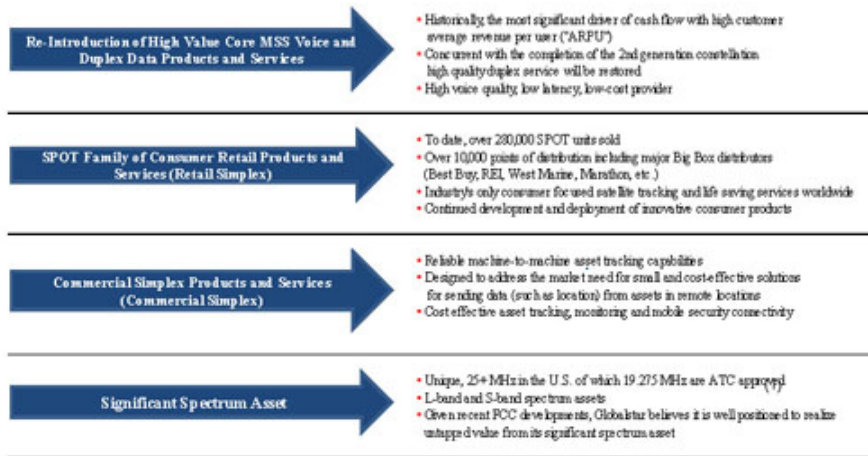 Re-Introduction of High Value Core MSS Voice and
Duplex Data Products and Services
• Historically, the most significant driver of cash flow with high customer
average revenue per user ("ARPU")
• Concurrent with the completion of the 2nd generation constellation
high quality duplex service will be restored
• High voice quality, low latency, low-cost provider
SPOT Family of Consumer Retail Products and
Services (Retail Simplex)
• To date, over 280,000 SPOT units sold
• Over 10,000 points of distribution including major Big Box distributors
(Best Buy, REI, West Marine, Marathon, etc.)
• Industry's only consumer focused satellite tracking and life saving services worldwide
• Continued development and deployment of innovative consumer products
Commercial Simplex Products and Services
(Commercial Simplex)
• Reliable machine-to-machine asset tracking capabilities
• Designed to address the market need for small and cost-effective solutions
for sending data (such as location) from assets in remote locations
• Cost effective asset tracking, monitoring and mobile security connectivity
Significant Spectrum Asset
• Unique, 25+ MHz in the U.S. of which 19.275 MHz are ATC approved
• L-band and S-band spectrum assets
• Given recent FCC developments, Globalstar believes it is well positioned to realize
untapped value from its significant spectrum asset